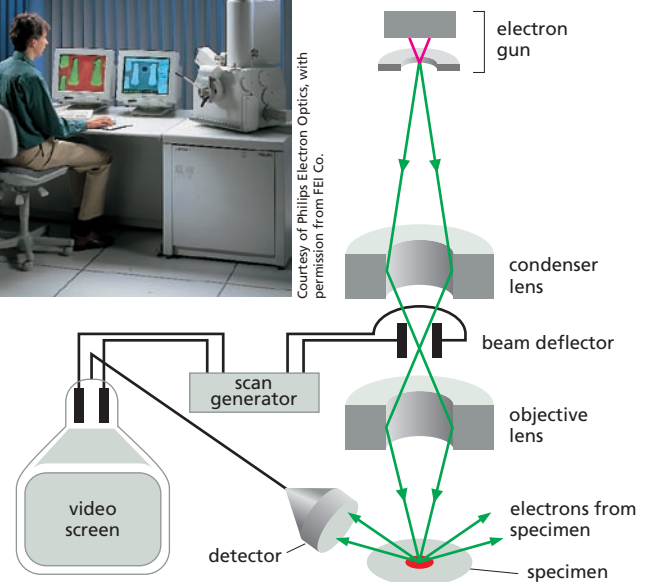 electron
gun
Courtesy of Philips Electron Optics, with
permission from FEI Co.
condenser
lens
beam deflector
scan
generator
objective
lens
video
screen
electrons from
specimen
detector
specimen